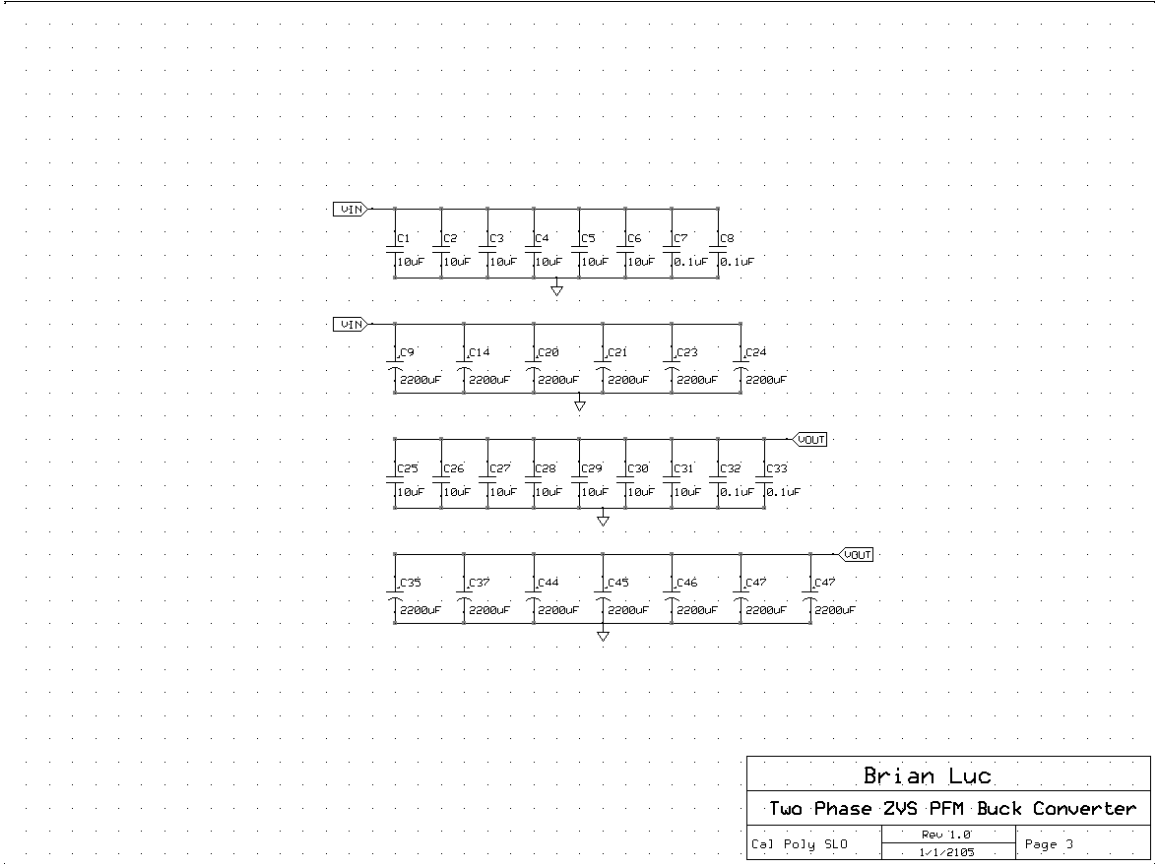 VIN
C1 C2 C3 C4 C5 C6 C7 C8
10uF 10uF 10uF 10uF 10uF 10uF 0.1uF 0.1uF
VIN
C9 C14 C20 C21 C23 C24
2200uF 2200uF 2200uF 2200uF 2200uF 2200uF
VOUT
C25 C26 C27 C28 C29 C30 C31 C32 C33
10uF 10uF 10uF 10uF 10uF 10uF 10uF 0.1uF 0.1uF
VOUT
C35 C37 C44 C45 C46 C47 C47
2200uF 2200uF 2200uF 2200uF 2200uF 2200uF 2200uF
Brian Luc
Two Phase ZVS PFM Buck Converter
Cal Poly SLO
Rev 1.0
1/1/2105
Page 3